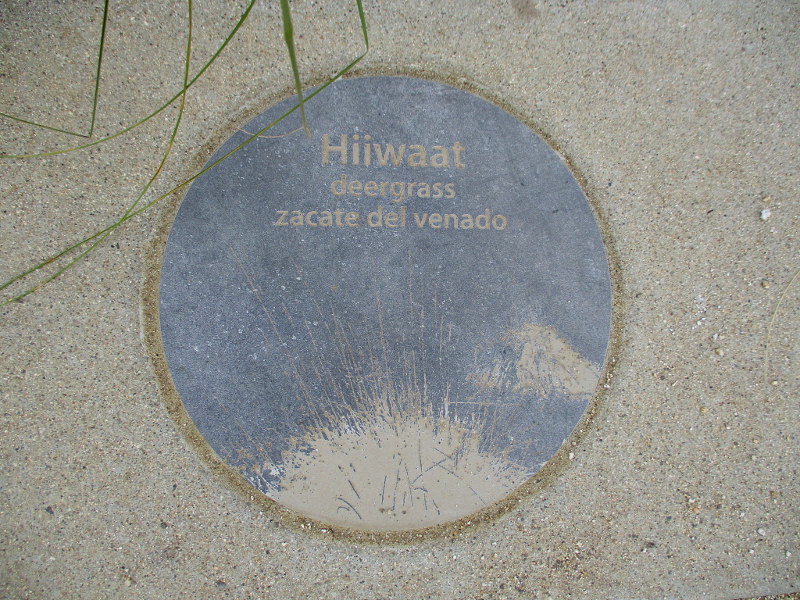 Hiiwaat
deergrass
zacate del venado